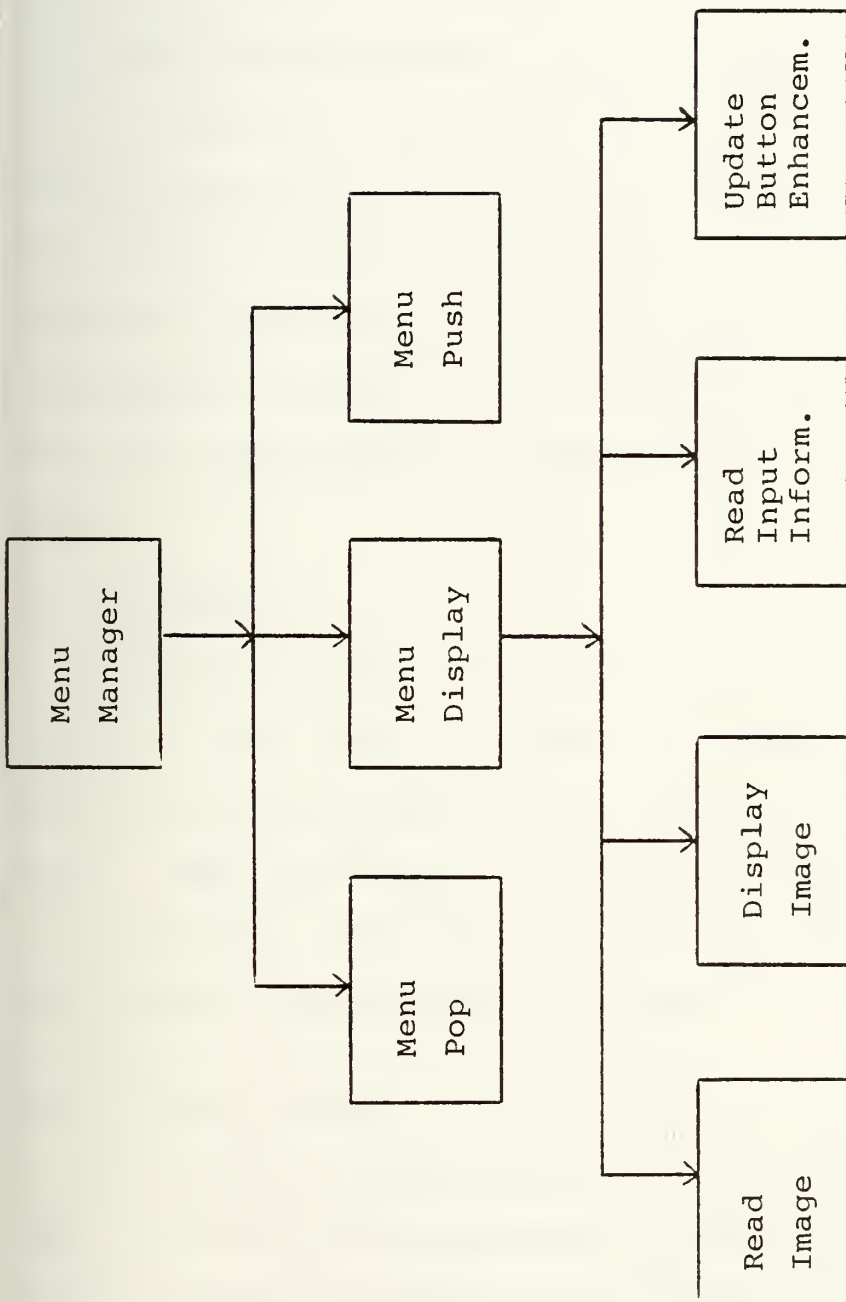 Menu
Manager
Menu
Pop
Menu
Display
Menu
Push
Read
Image
Display
Image
Read
Input
Inform.
Update
Button
Enhancem.